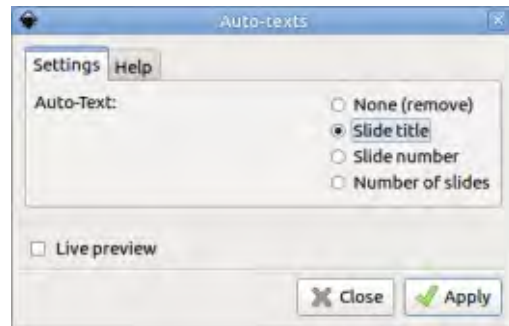 Auto-texts
Settings Help
Auto-Text:
None (remove)
Slide title
Slide number
Number of slides
Live preview
Close Apply